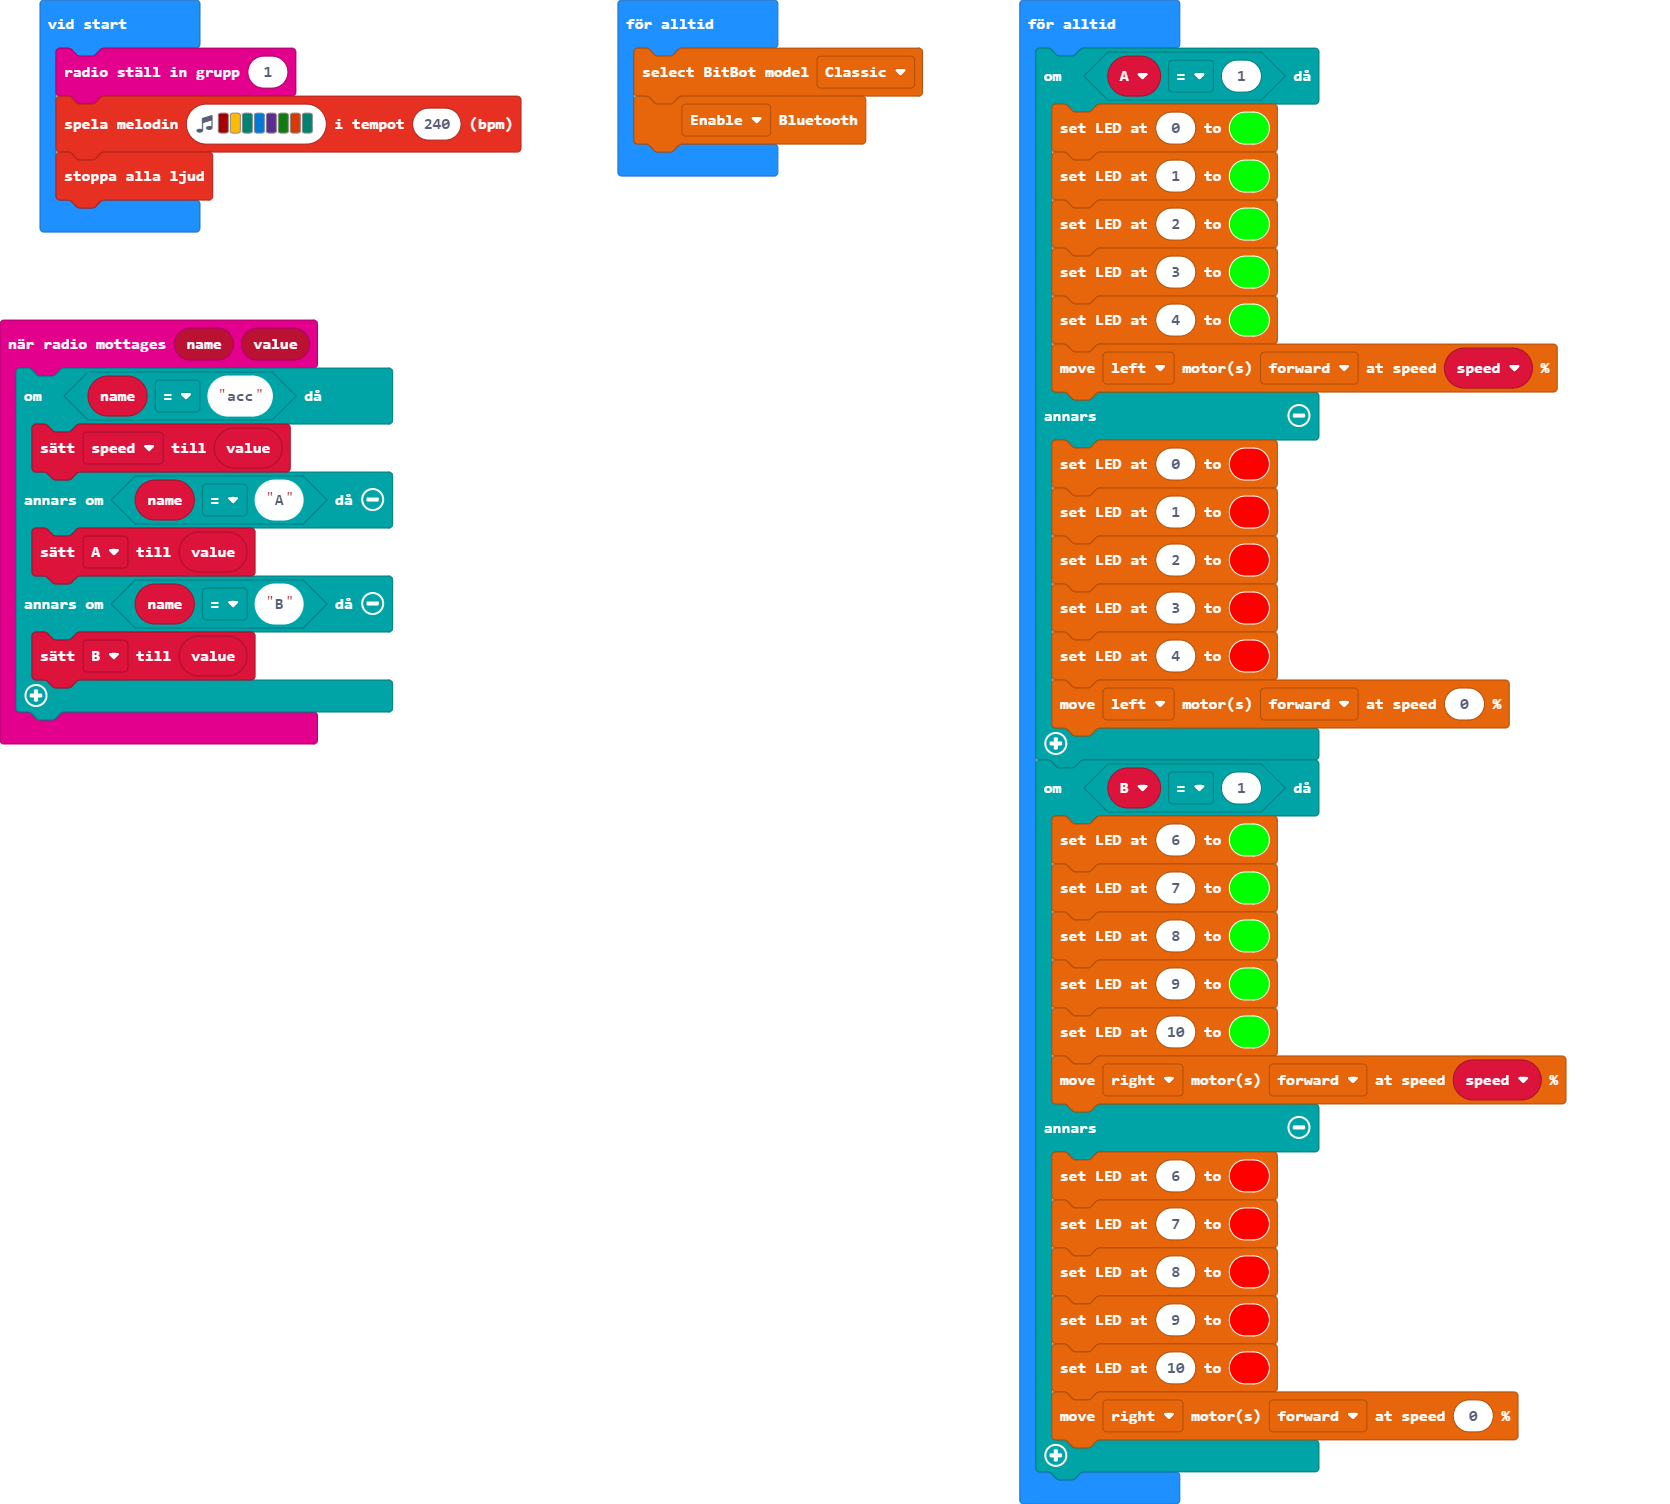 vid start
radio ställ in grupp 1
spela melodin i tempot 240 (bpm)
stoppa alla ljud
för alltid
select BitBot model Classic
Enable Bluetooth
när radio mottages name value
om name = "acc" då
sätt speed till value
annars om name = "A" då
sätt A till value
annars om name = "B" då
sätt B till value
för alltid
om A = 1 då
set LED at 0 to
set LED at 1 to
set LED at 2 to
set LED at 3 to
set LED at 4 to
move left motor(s) forward at speed speed %
annars
set LED at 0 to
set LED at 1 to
set LED at 2 to
set LED at 3 to
set LED at 4 to
move left motor(s) forward at speed 0 %
om B = 1 då
set LED at 6 to
set LED at 7 to
set LED at 8 to
set LED at 9 to
set LED at 10 to
move right motor(s) forward at speed speed %
annars
set LED at 6 to
set LED at 7 to
set LED at 8 to
set LED at 9 to
set LED at 10 to
move right motor(s) forward at speed 0 %